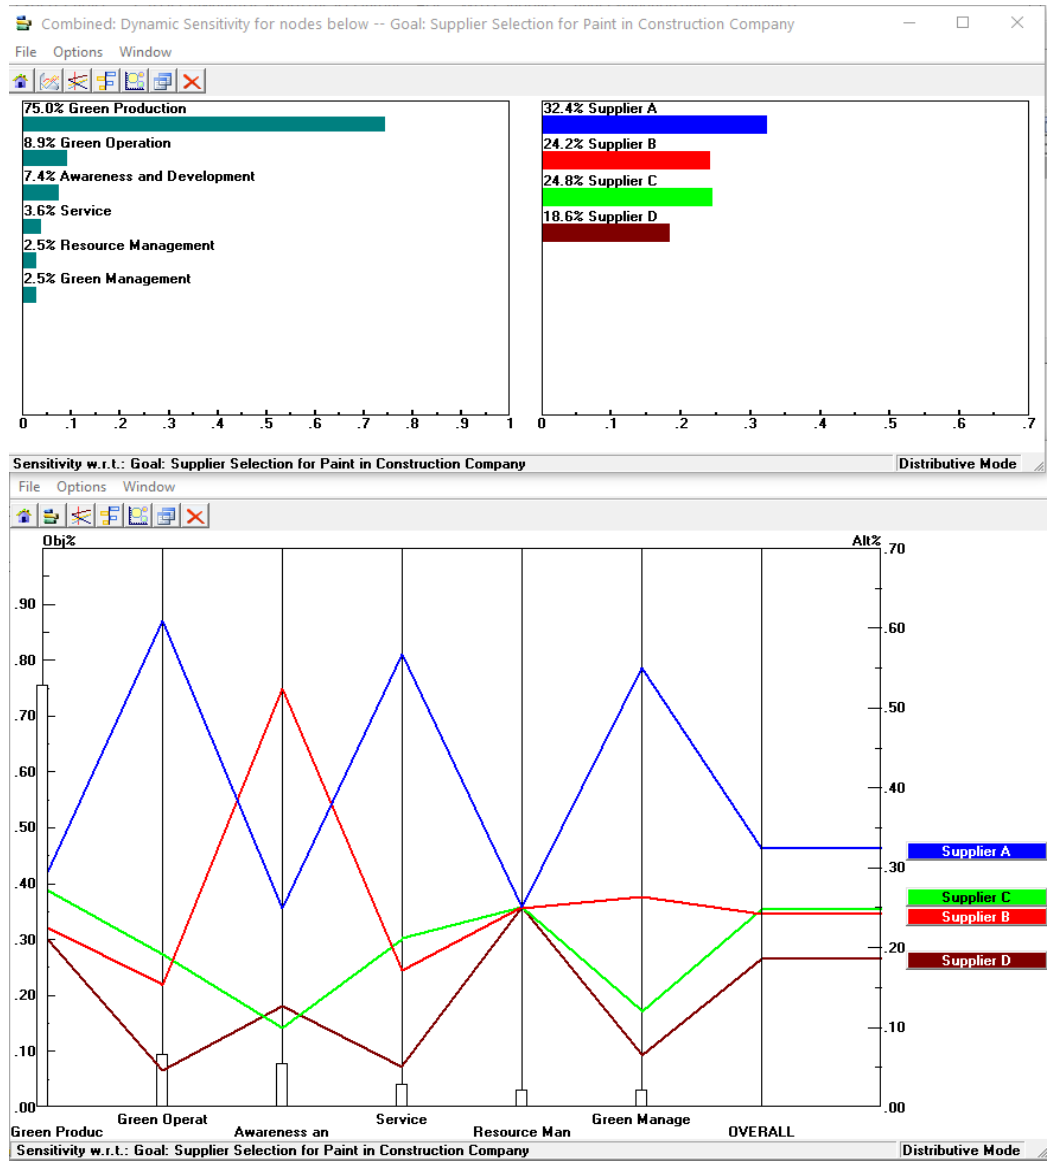 Combined: Dynamic Sensitivity for nodes below -- Goal: Supplier Selection for Paint in Construction Company
File Options Window
75.0% Green Production
8.9% Green Operation
7.4% Awareness and Development
3.6% Service
2.5% Resource Management
2.5% Green Management
0 .1 .2 .3 .4 .5 .6 .7 .8 .9 1
32.4% Supplier A
24.2% Supplier B
24.8% Supplier C
18.6% Supplier D
0 .1 .2 .3 .4 .5 .6 .7
Sensitivity w.r.t.: Goal: Supplier Selection for Paint in Construction Company Distributive Mode
File Options Window
Obj% Alt%
.90
.80
.70
.60
.50
.40
.30
.20
.10
.00
.70
.60
.50
.40
.30
.20
.10
.00
Supplier A
Supplier C
Supplier B
Supplier D
Green Operat Service Green Manage
Green Produc Awareness an Resource Man OVERALL
Sensitivity w.r.t.: Goal: Supplier Selection for Paint in Construction Company Distributive Mode